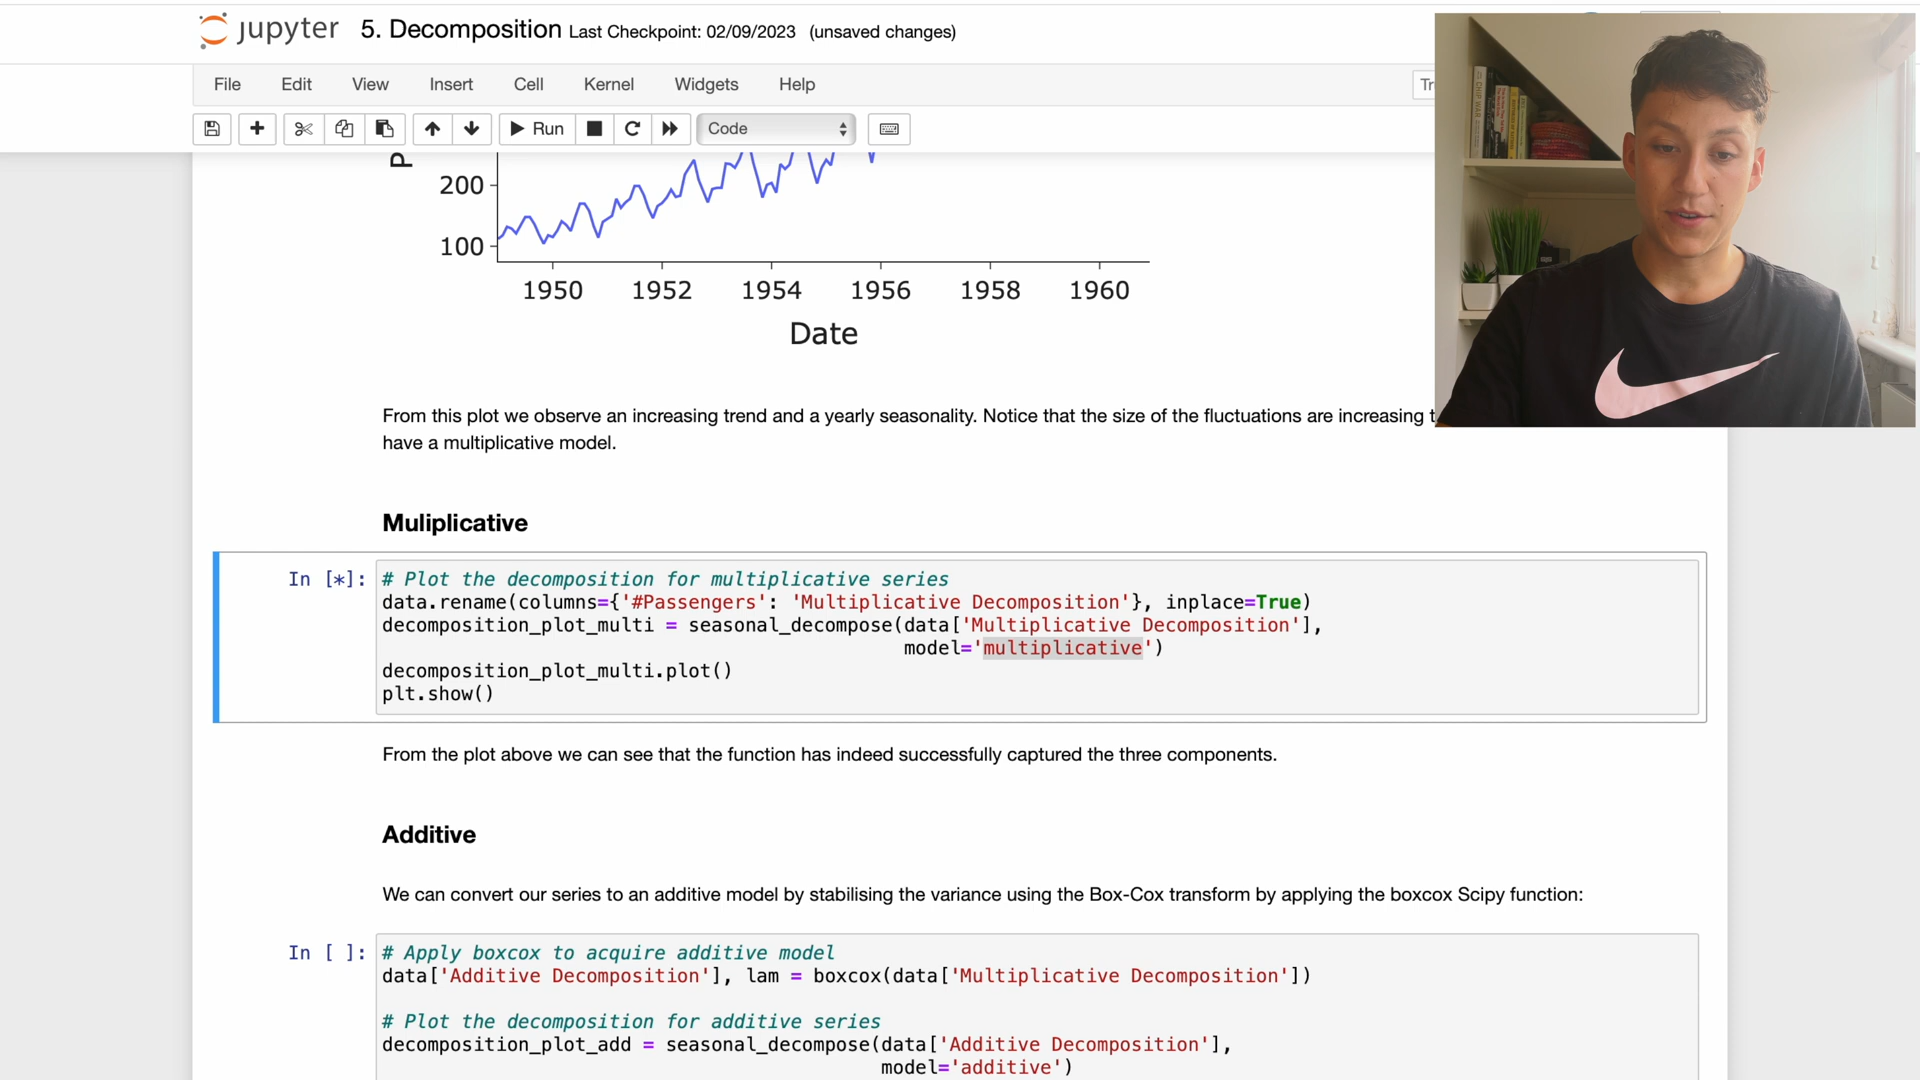 jupyter 5. Decomposition Last Checkpoint: 02/09/2023 (unsaved changes)
File Edit View Insert Cell Kernel Widgets Help Tr
Run Code
P
200
100
1950 1952 1954 1956 1958 1960
Date
From this plot we observe an increasing trend and a yearly seasonality. Notice that the size of the fluctuations are increasing t
have a multiplicative model.
Muliplicative
In [*]: # Plot the decomposition for multiplicative series
data.rename(columns={'#Passengers': 'Multiplicative Decomposition'}, inplace=True)
decomposition_plot_multi = seasonal_decompose(data['Multiplicative Decomposition'],
model='multiplicative')
decomposition_plot_multi.plot()
plt.show()
From the plot above we can see that the function has indeed successfully captured the three components.
Additive
We can convert our series to an additive model by stabilising the variance using the Box-Cox transform by applying the boxcox Scipy function:
In [ ]: # Apply boxcox to acquire additive model
data['Additive Decomposition'], lam = boxcox(data['Multiplicative Decomposition'])
# Plot the decomposition for additive series
decomposition_plot_add = seasonal_decompose(data['Additive Decomposition'],
model='additive')
CHIP WAR